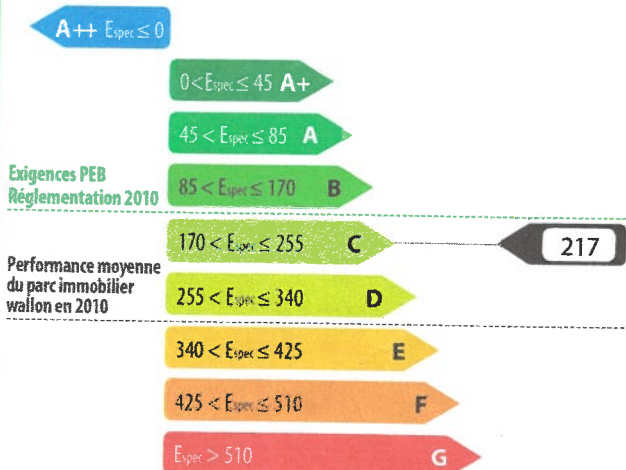 A++ Espec ≤ 0
0 < Espec ≤ 45 A+
45 < Espec ≤ 85 A
Exigences PEB
Réglementation 2010
85 < Espec ≤ 170 B
170 < Espec ≤ 255 C
217
Performance moyenne
du parc immobilier
wallon en 2010
255 < Espec ≤ 340 D
340 < Espec ≤ 425 E
425 < Espec ≤ 510 F
Espec > 510 G